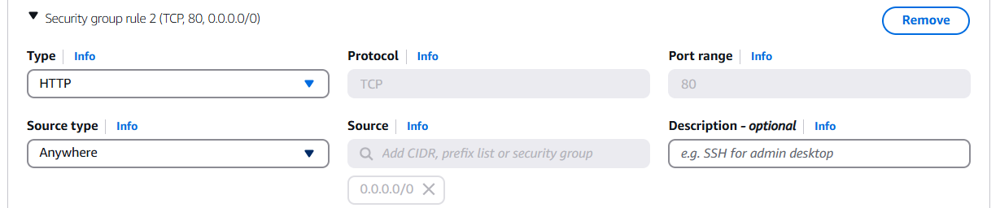 Security group rule 2 (TCP, 80, 0.0.0.0/0)
Remove
Type Info
Protocol Info
Port range Info
HTTP
TCP
80
Source type Info
Source Info
Description - optional Info
Anywhere
Add CIDR, prefix list or security group
e.g. SSH for admin desktop
0.0.0.0/0